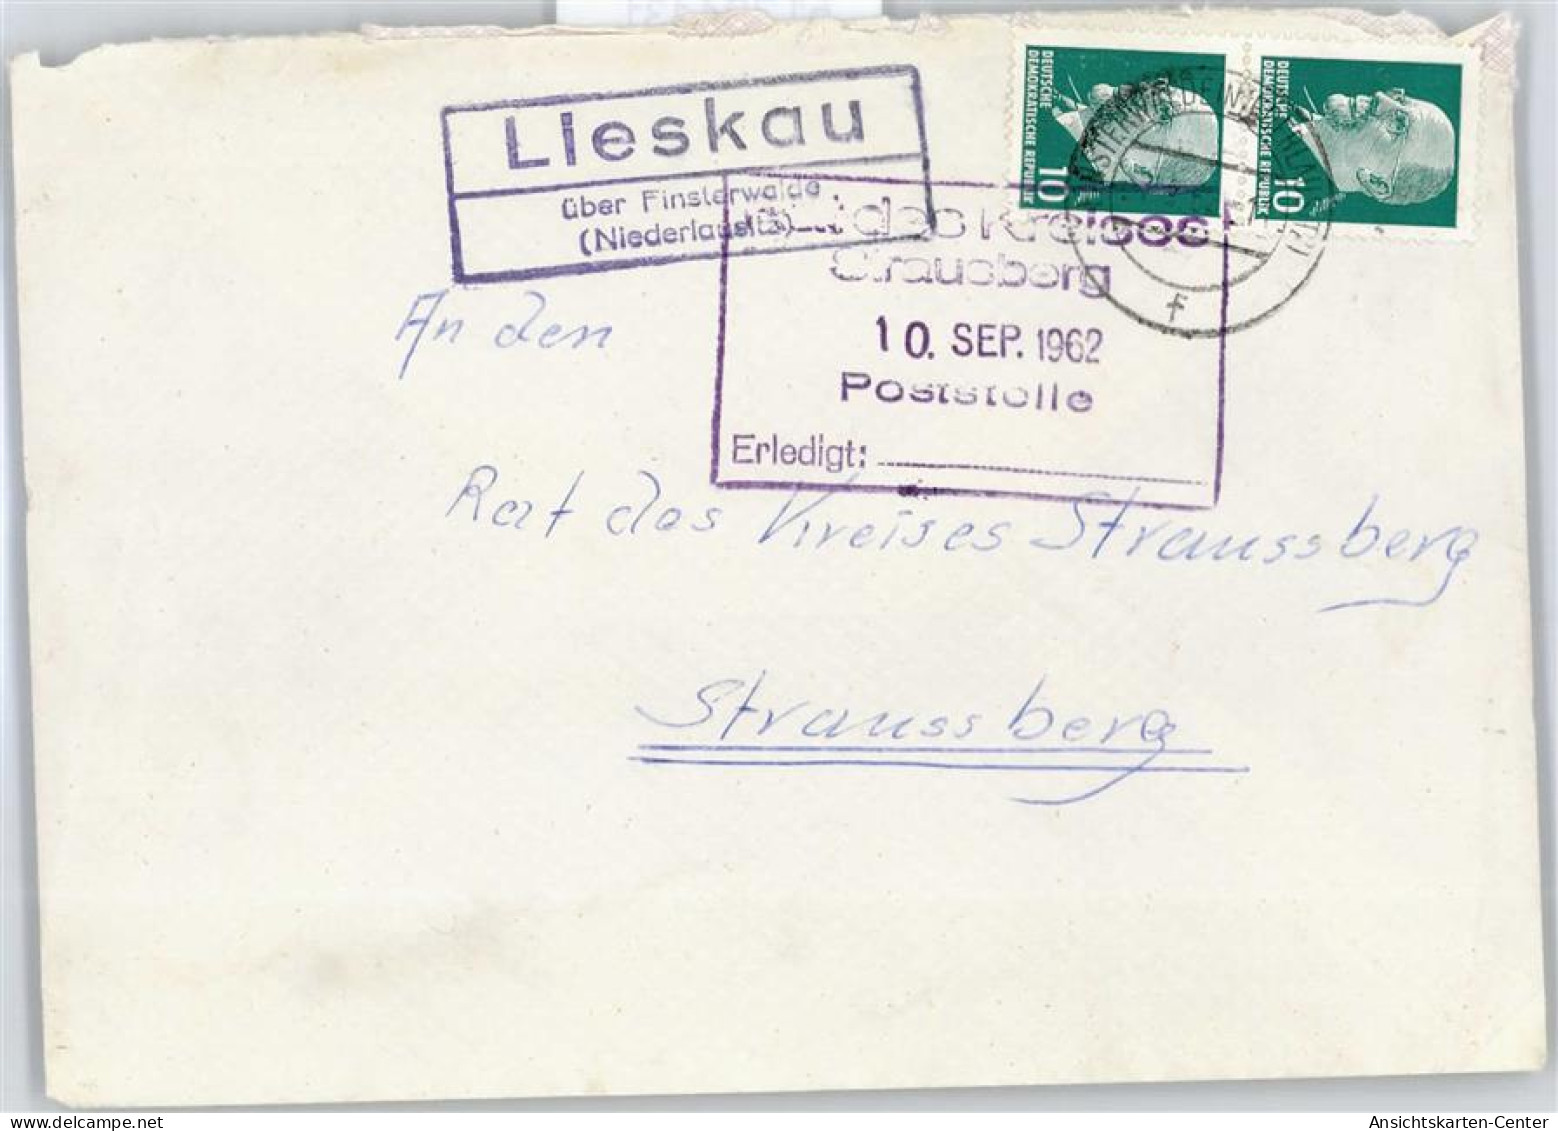 Lieskau
über Finsterwalde
(Niederlausitz)
DEUTSCHE
DEMOKRATISCHE REPUBLIK
10
DEUTSCHE
DEMOKRATISCHE REPUBLIK
10
F
des Kreises
Strausberg
10. SEP. 1962
Poststelle
Erledigt:
An den
Rat des Kreises Straussberg
Straussberg
Ansichtskarten-Center